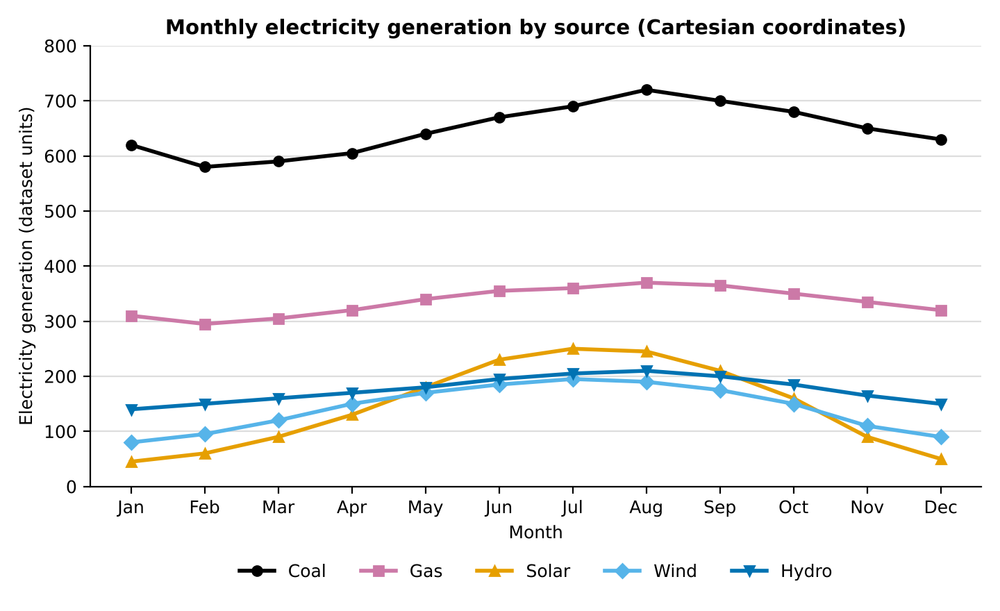 Monthly electricity generation by source (Cartesian coordinates)
Electricity generation (dataset units)
800
700
600
500
400
300
200
100
0
Jan Feb Mar Apr May Jun Jul Aug Sep Oct Nov Dec
Month
Coal Gas Solar Wind Hydro